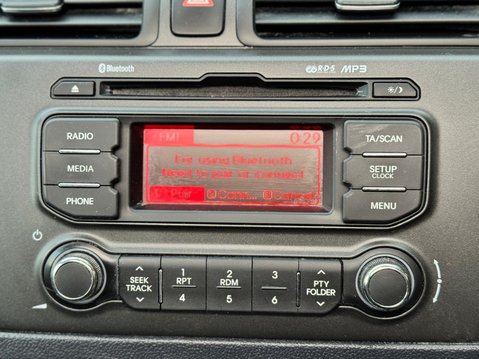 Bluetooth
RDS MP3
RADIO
MEDIA
PHONE
FM1 0:29
For using Bluetooth
Need to pair or connect
Pair Conn... Cancel
TA/SCAN
SETUP
CLOCK
MENU
SEEK
TRACK
1
RPT
4
2
RDM
5
3
6
PTY
FOLDER